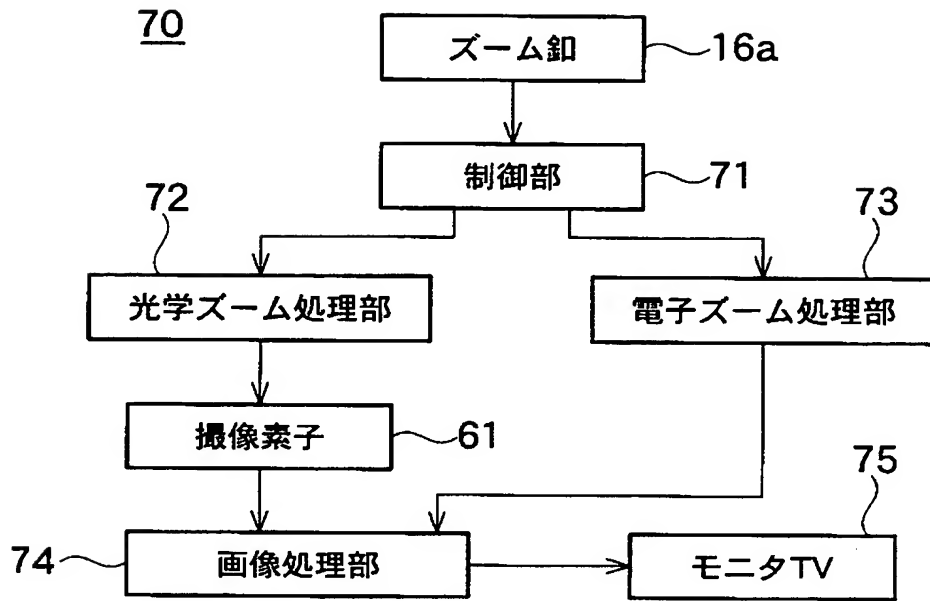 70
ズーム釦
16a
制御部
71
72
73
光学ズーム処理部
電子ズーム処理部
撮像素子
61
75
74
画像処理部
モニタTV